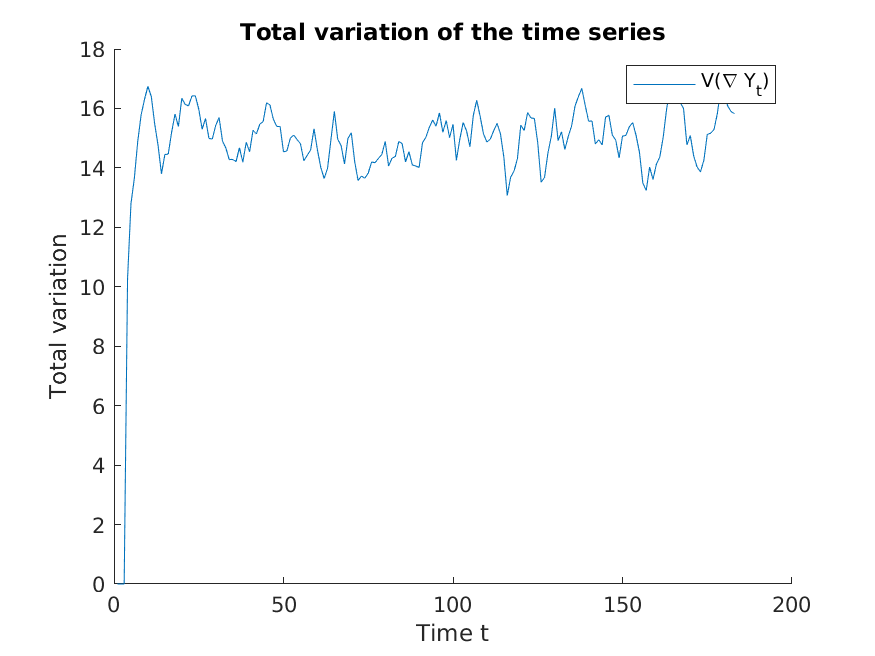 Total variation of the time series
V(∇ Y_t)
Total variation
18
16
14
12
10
8
6
4
2
0
0 50 100 150 200
Time t